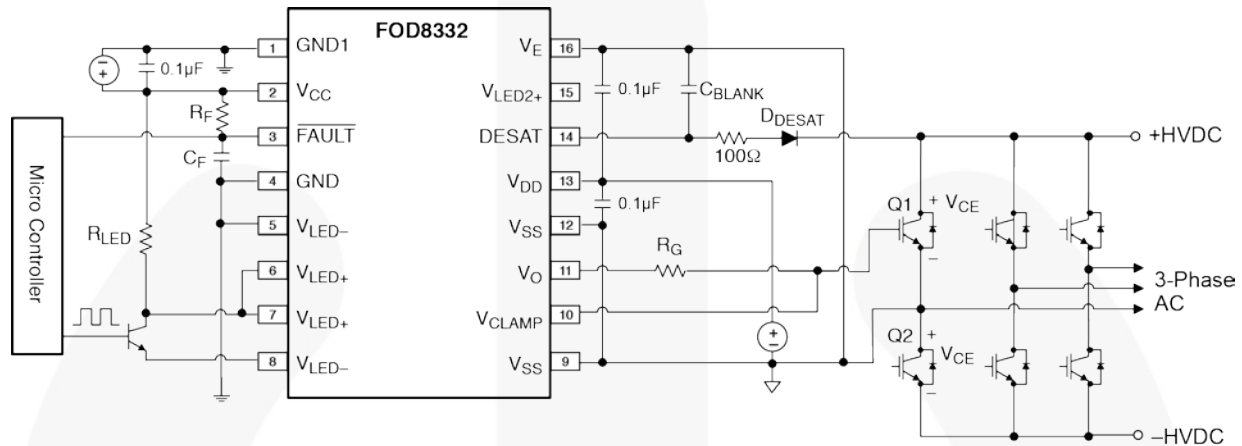 FOD8332
1 GND1
2 VCC
3 FAULT
4 GND
5 VLED-
6 VLED+
7 VLED+
8 VLED-
VE 16
VLED2+ 15
DESAT 14
VDD 13
VSS 12
VO 11
VCLAMP 10
VSS 9
Micro Controller
− +
0.1µF
RF
CF
RLED
0.1µF
CBLANK
DDESAT
100Ω
0.1µF
RG
+
−
Q1
+
VCE
−
Q2
+
VCE
−
+HVDC
3-Phase
AC
–HVDC